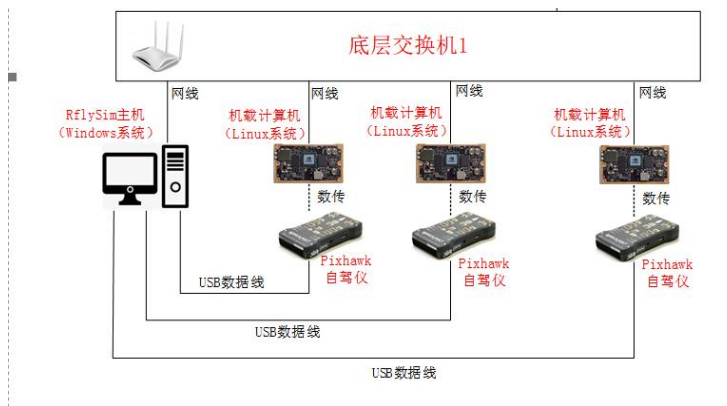 底层交换机1
网线
网线
网线
网线
RflySim主机
（Windows系统）
机载计算机
（Linux系统）
机载计算机
（Linux系统）
机载计算机
（Linux系统）
数传
数传
数传
Pixhawk
自驾仪
Pixhawk
自驾仪
Pixhawk
自驾仪
USB数据线
USB数据线
USB数据线